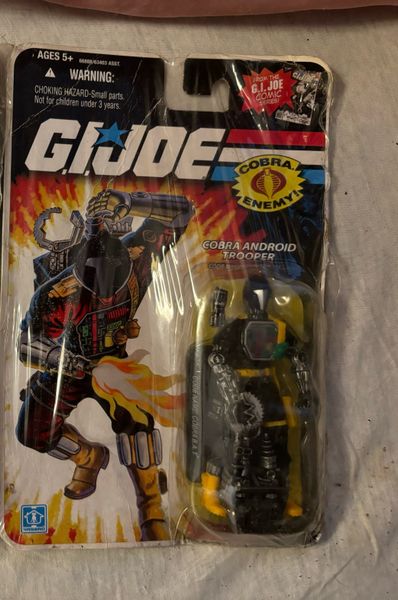 AGES 5+
WARNING:
CHOKING HAZARD-Small parts.
Not for children under 3 years.
FROM THE
G.I. JOE
COMIC
SERIES!
G.I. JOE
COBRA
ENEMY!
COBRA ANDROID
TROOPER